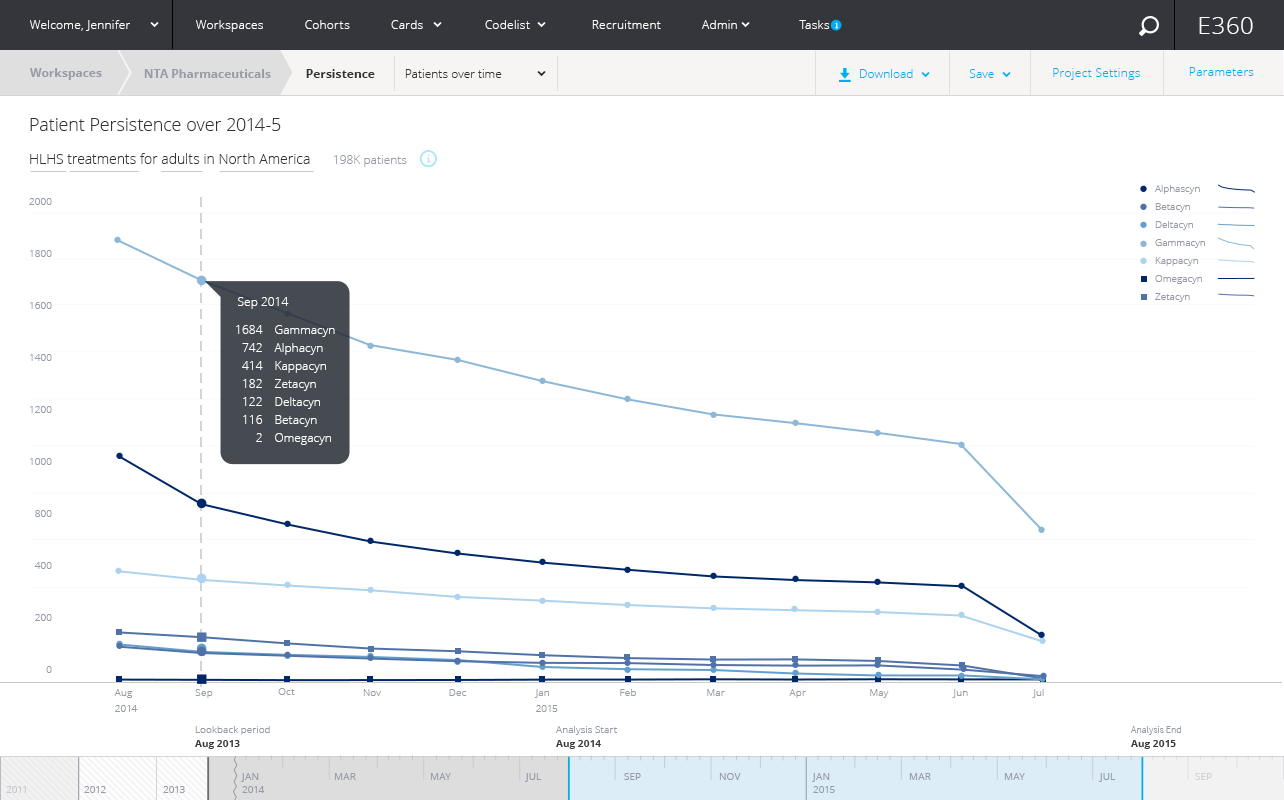 Welcome, Jennifer Workspaces Cohorts Cards Codelist Recruitment Admin Tasks i E360
Workspaces NTA Pharmaceuticals Persistence Patients over time Download Save Project Settings Parameters
Patient Persistence over 2014-5
HLHS treatments for adults in North America 198K patients i
Alphascyn
Betacyn
Deltacyn
Gammacyn
Kappacyn
Omegacyn
Zetacyn
2000
1800
1600
1400
1200
1000
800
400
200
0
Sep 2014
1684 Gammacyn
742 Alphacyn
414 Kappacyn
182 Zetacyn
122 Deltacyn
116 Betacyn
2 Omegacyn
Aug Sep Oct Nov Dec Jan Feb Mar Apr May Jun Jul
2014 2015
Lookback period Analysis Start Analysis End
Aug 2013 Aug 2014 Aug 2015
JAN MAR MAY JUL SEP NOV JAN MAR MAY JUL SEP
2011 2012 2013 2014 2015